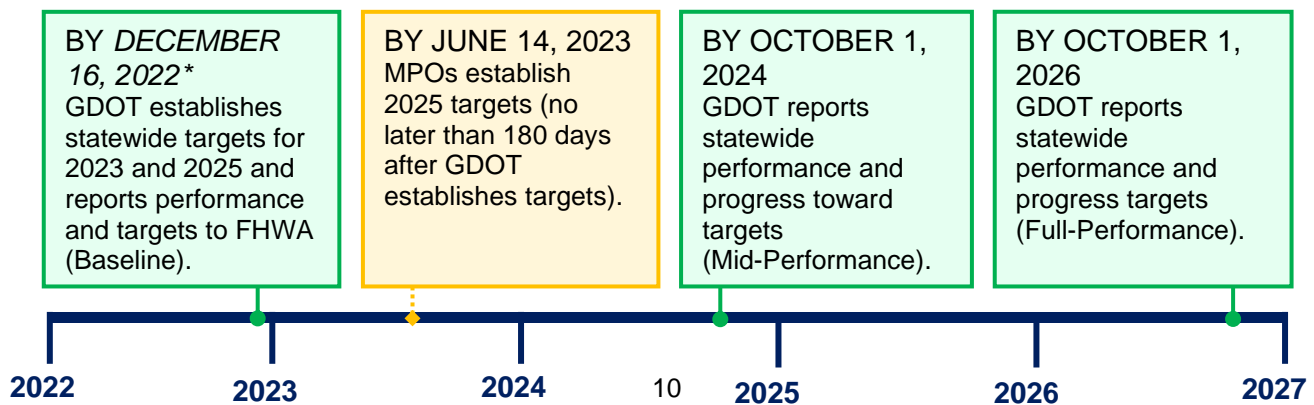 BY DECEMBER
16, 2022*
GDOT establishes
statewide targets for
2023 and 2025 and
reports performance
and targets to FHWA
(Baseline).
BY JUNE 14, 2023
MPOs establish
2025 targets (no
later than 180 days
after GDOT
establishes targets).
BY OCTOBER 1,
2024
GDOT reports
statewide
performance and
progress toward
targets
(Mid-Performance).
BY OCTOBER 1,
2026
GDOT reports
statewide
performance and
progress targets
(Full-Performance).
2022
2023
2024
10
2025
2026
2027